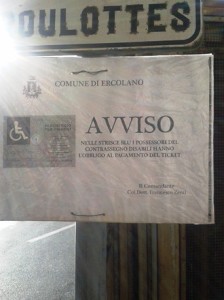 ROULOTTES
COMUNE DI ERCOLANO
AVVISO
NELLE STRISCE BLU I POSSESSORI DEL
CONTRASSEGNO DISABILI HANNO
L'OBBLIGO AL PAGAMENTO DEL TICKET
Il Comandante